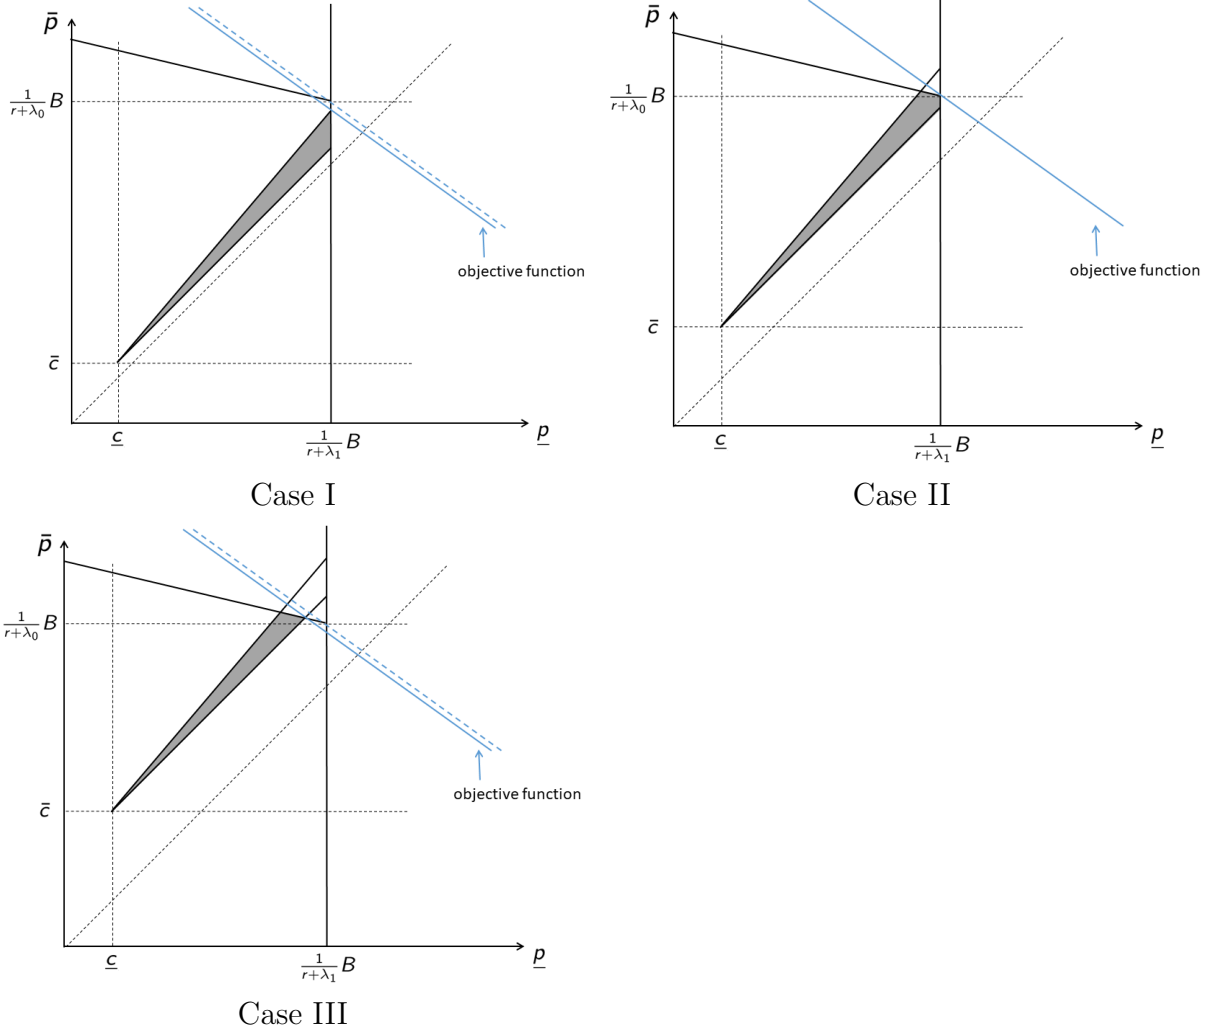 p̄
1/(r+λ₀) B
objective function
c̄
c̲
1/(r+λ₁) B
p̲
Case I
p̄
1/(r+λ₀) B
objective function
c̄
c̲
1/(r+λ₁) B
p̲
Case II
p̄
1/(r+λ₀) B
objective function
c̄
c̲
1/(r+λ₁) B
p̲
Case III